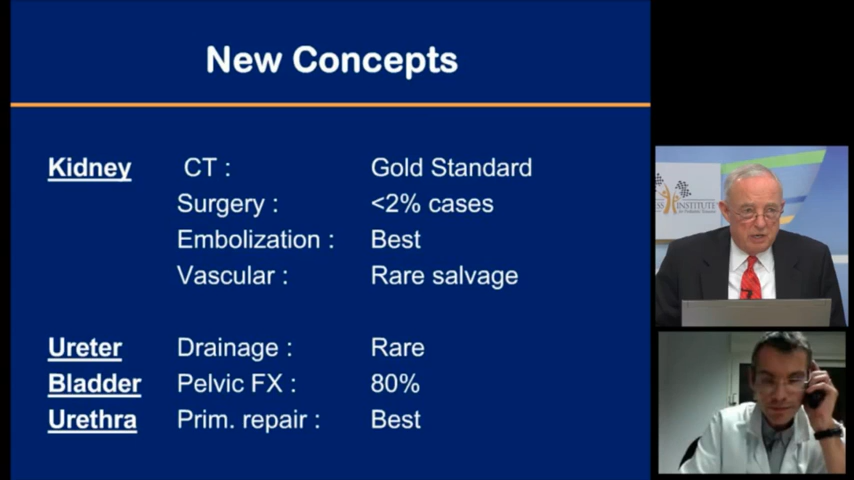 New Concepts
Kidney CT : Gold Standard
Surgery : <2% cases
Embolization : Best
Vascular : Rare salvage
Ureter Drainage : Rare
Bladder Pelvic FX : 80%
Urethra Prim. repair : Best
INSTITUTE